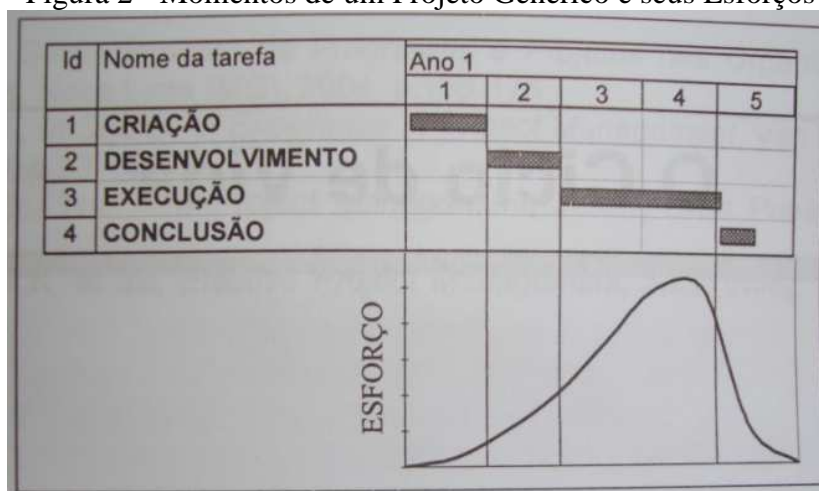 Figura 2 - Momentos de um Projeto Genérico e seus Esforços
Id Nome da tarefa Ano 1
1 2 3 4 5
1 CRIAÇÃO
2 DESENVOLVIMENTO
3 EXECUÇÃO
4 CONCLUSÃO
ESFORÇO